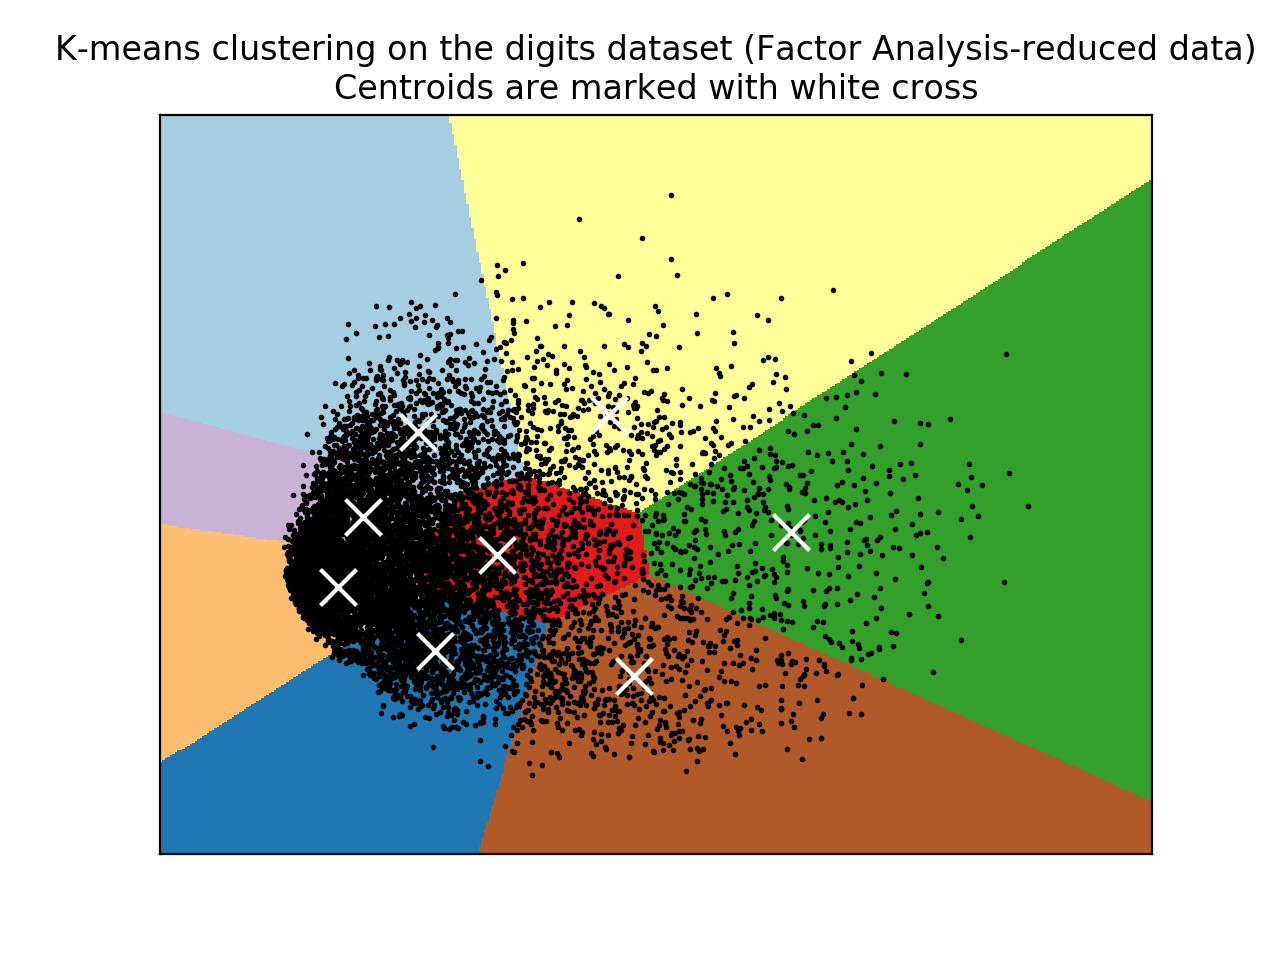 K-means clustering on the digits dataset (Factor Analysis-reduced data)
Centroids are marked with white cross